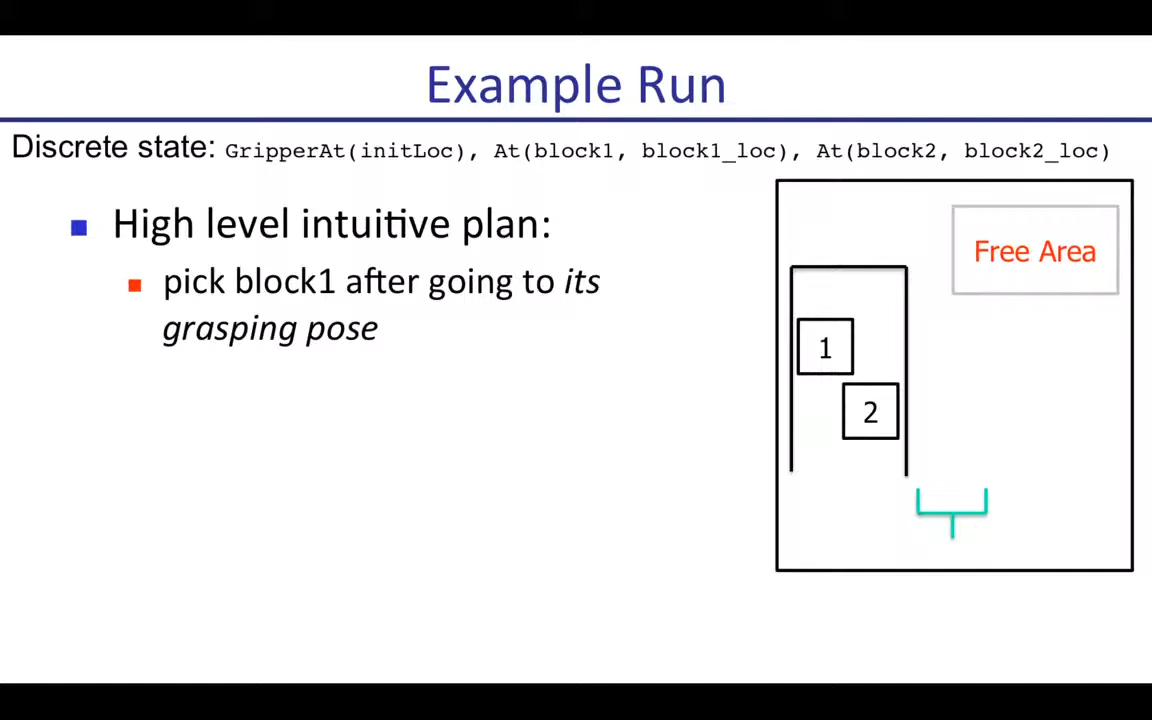 Example Run
Discrete state: GripperAt(initLoc), At(block1, block1_loc), At(block2, block2_loc)
High level intuitive plan:
pick block1 after going to its
grasping pose
Free Area
1
2